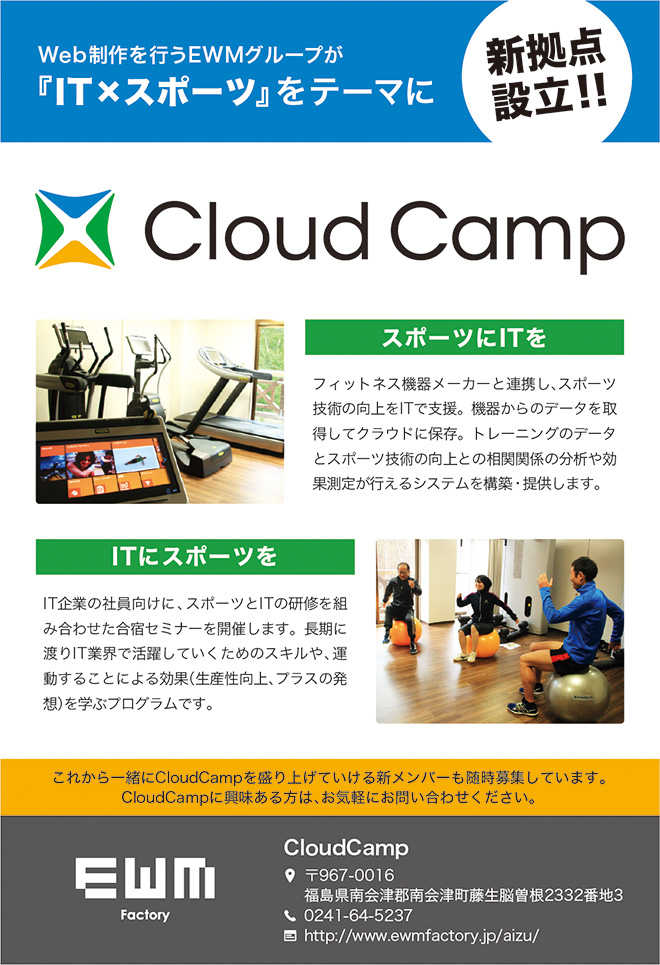 Web制作を行うEWMグループが
『IT×スポーツ』をテーマに
新拠点
設立!!
Cloud Camp
スポーツにITを
フィットネス機器メーカーと連携し、スポーツ
技術の向上をITで支援。機器からのデータを取
得してクラウドに保存。トレーニングのデータ
とスポーツ技術の向上との相関関係の分析や効
果測定が行えるシステムを構築・提供します。
ITにスポーツを
IT企業の社員向けに、スポーツとITの研修を組
み合わせた合宿セミナーを開催します。長期に
渡りIT業界で活躍していくためのスキルや、運
動することによる効果(生産性向上、プラスの発
想)を学ぶプログラムです。
これから一緒にCloudCampを盛り上げていける新メンバーも随時募集しています。
CloudCampに興味ある方は、お気軽にお問い合わせください。
EWM
Factory
CloudCamp
〒967-0016
福島県南会津郡南会津町藤生脳曽根2332番地3
0241-64-5237
http://www.ewmfactory.jp/aizu/